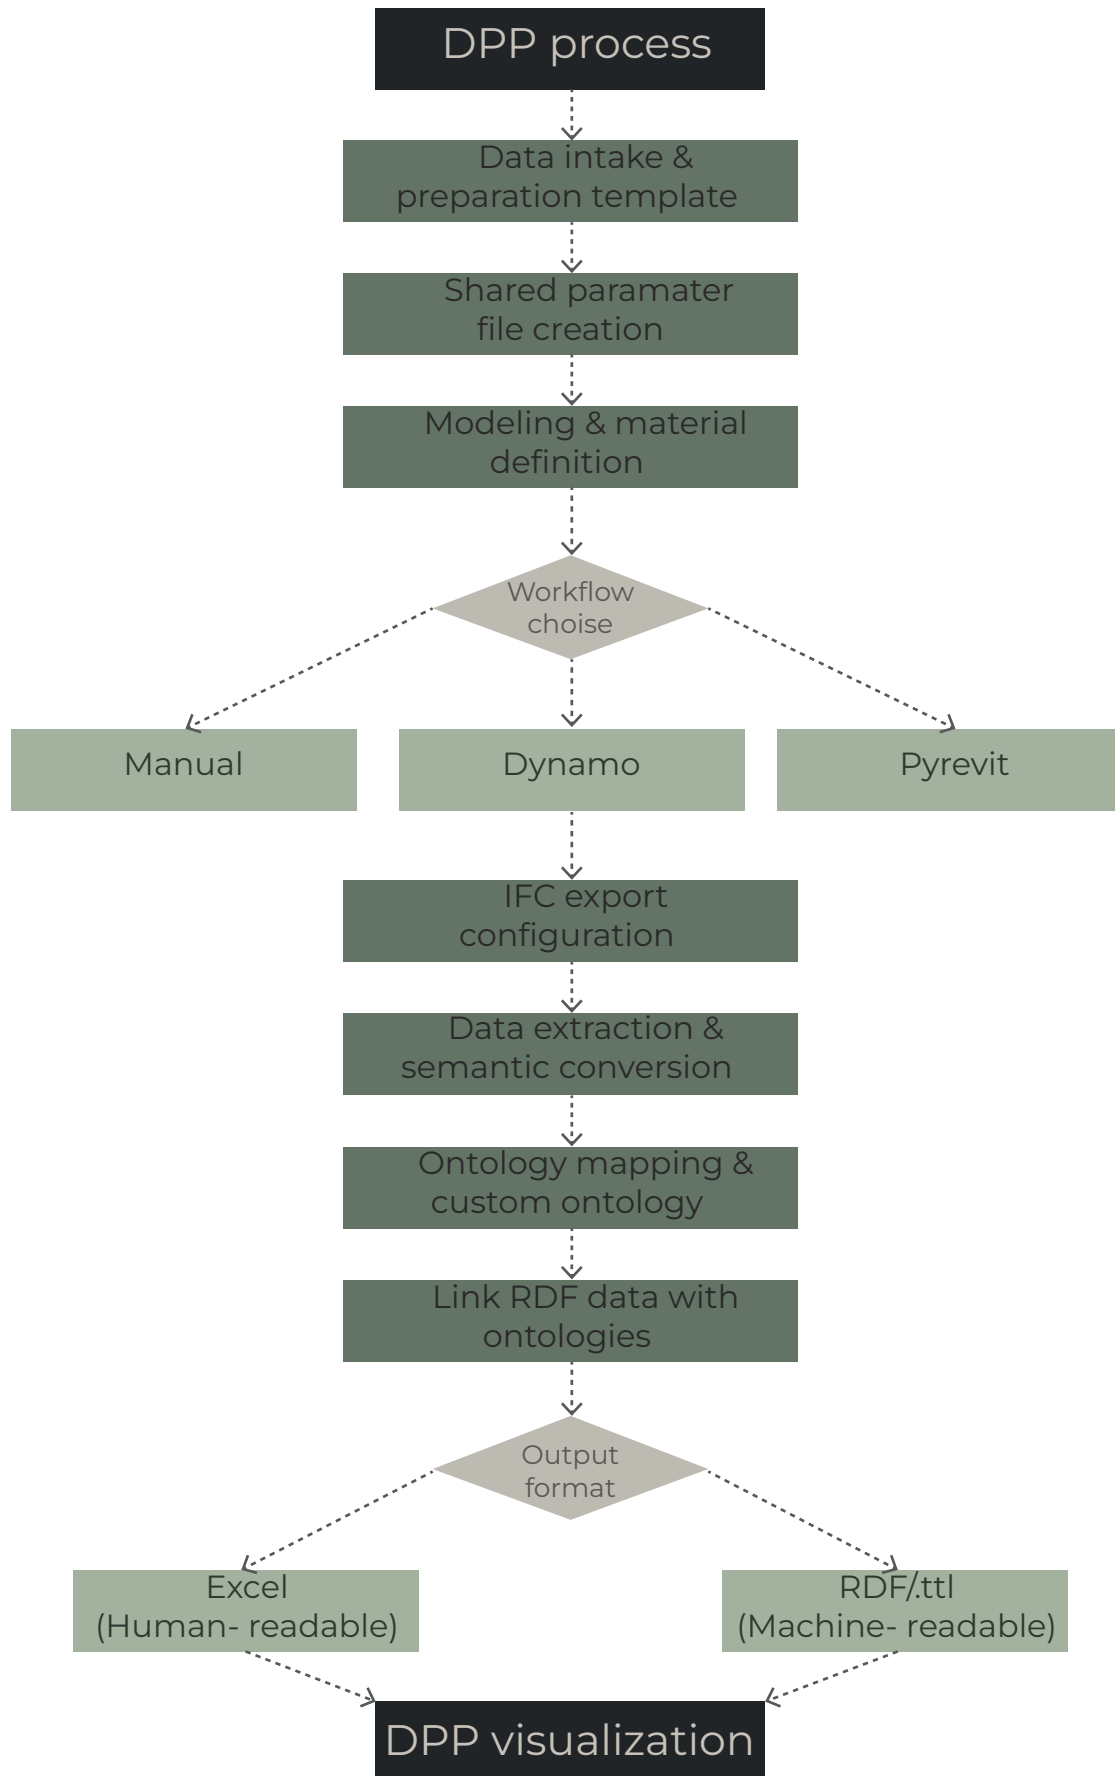 DPP process
Data intake &
preparation template
Shared paramater
file creation
Modeling & material
definition
Workflow
choise
Manual
Dynamo
Pyrevit
IFC export
configuration
Data extraction &
semantic conversion
Ontology mapping &
custom ontology
Link RDF data with
ontologies
Output
format
Excel
(Human- readable)
RDF/.ttl
(Machine- readable)
DPP visualization